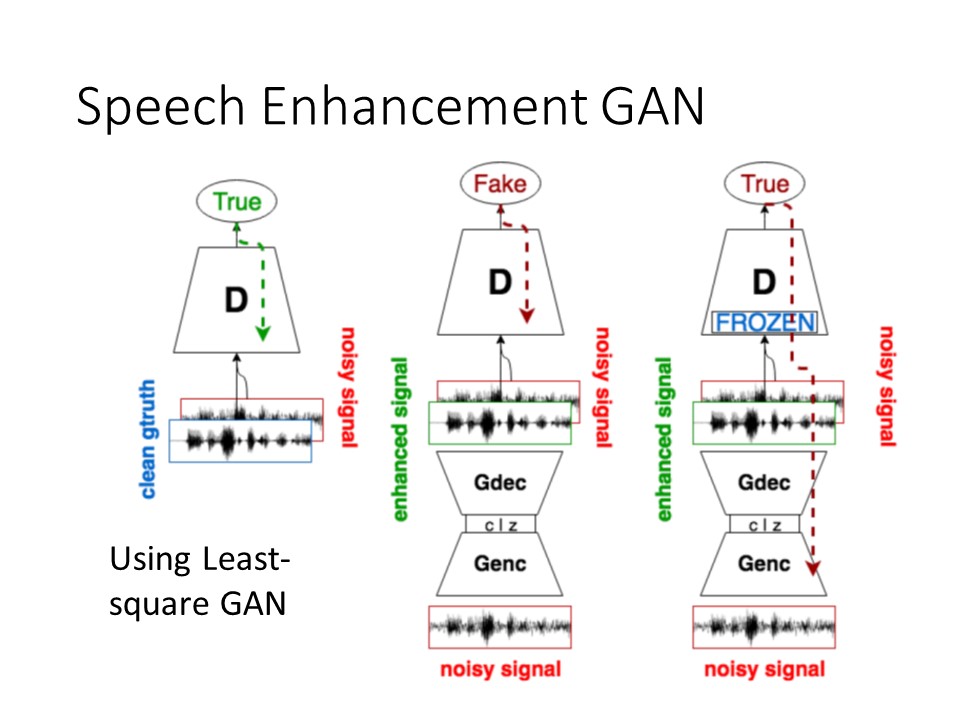 Speech Enhancement GAN
True
D
clean gtruth
noisy signal
Using Least-
square GAN
Fake
D
enhanced signal
noisy signal
Gdec
c l z
Genc
noisy signal
True
D
FROZEN
enhanced signal
noisy signal
Gdec
c l z
Genc
noisy signal